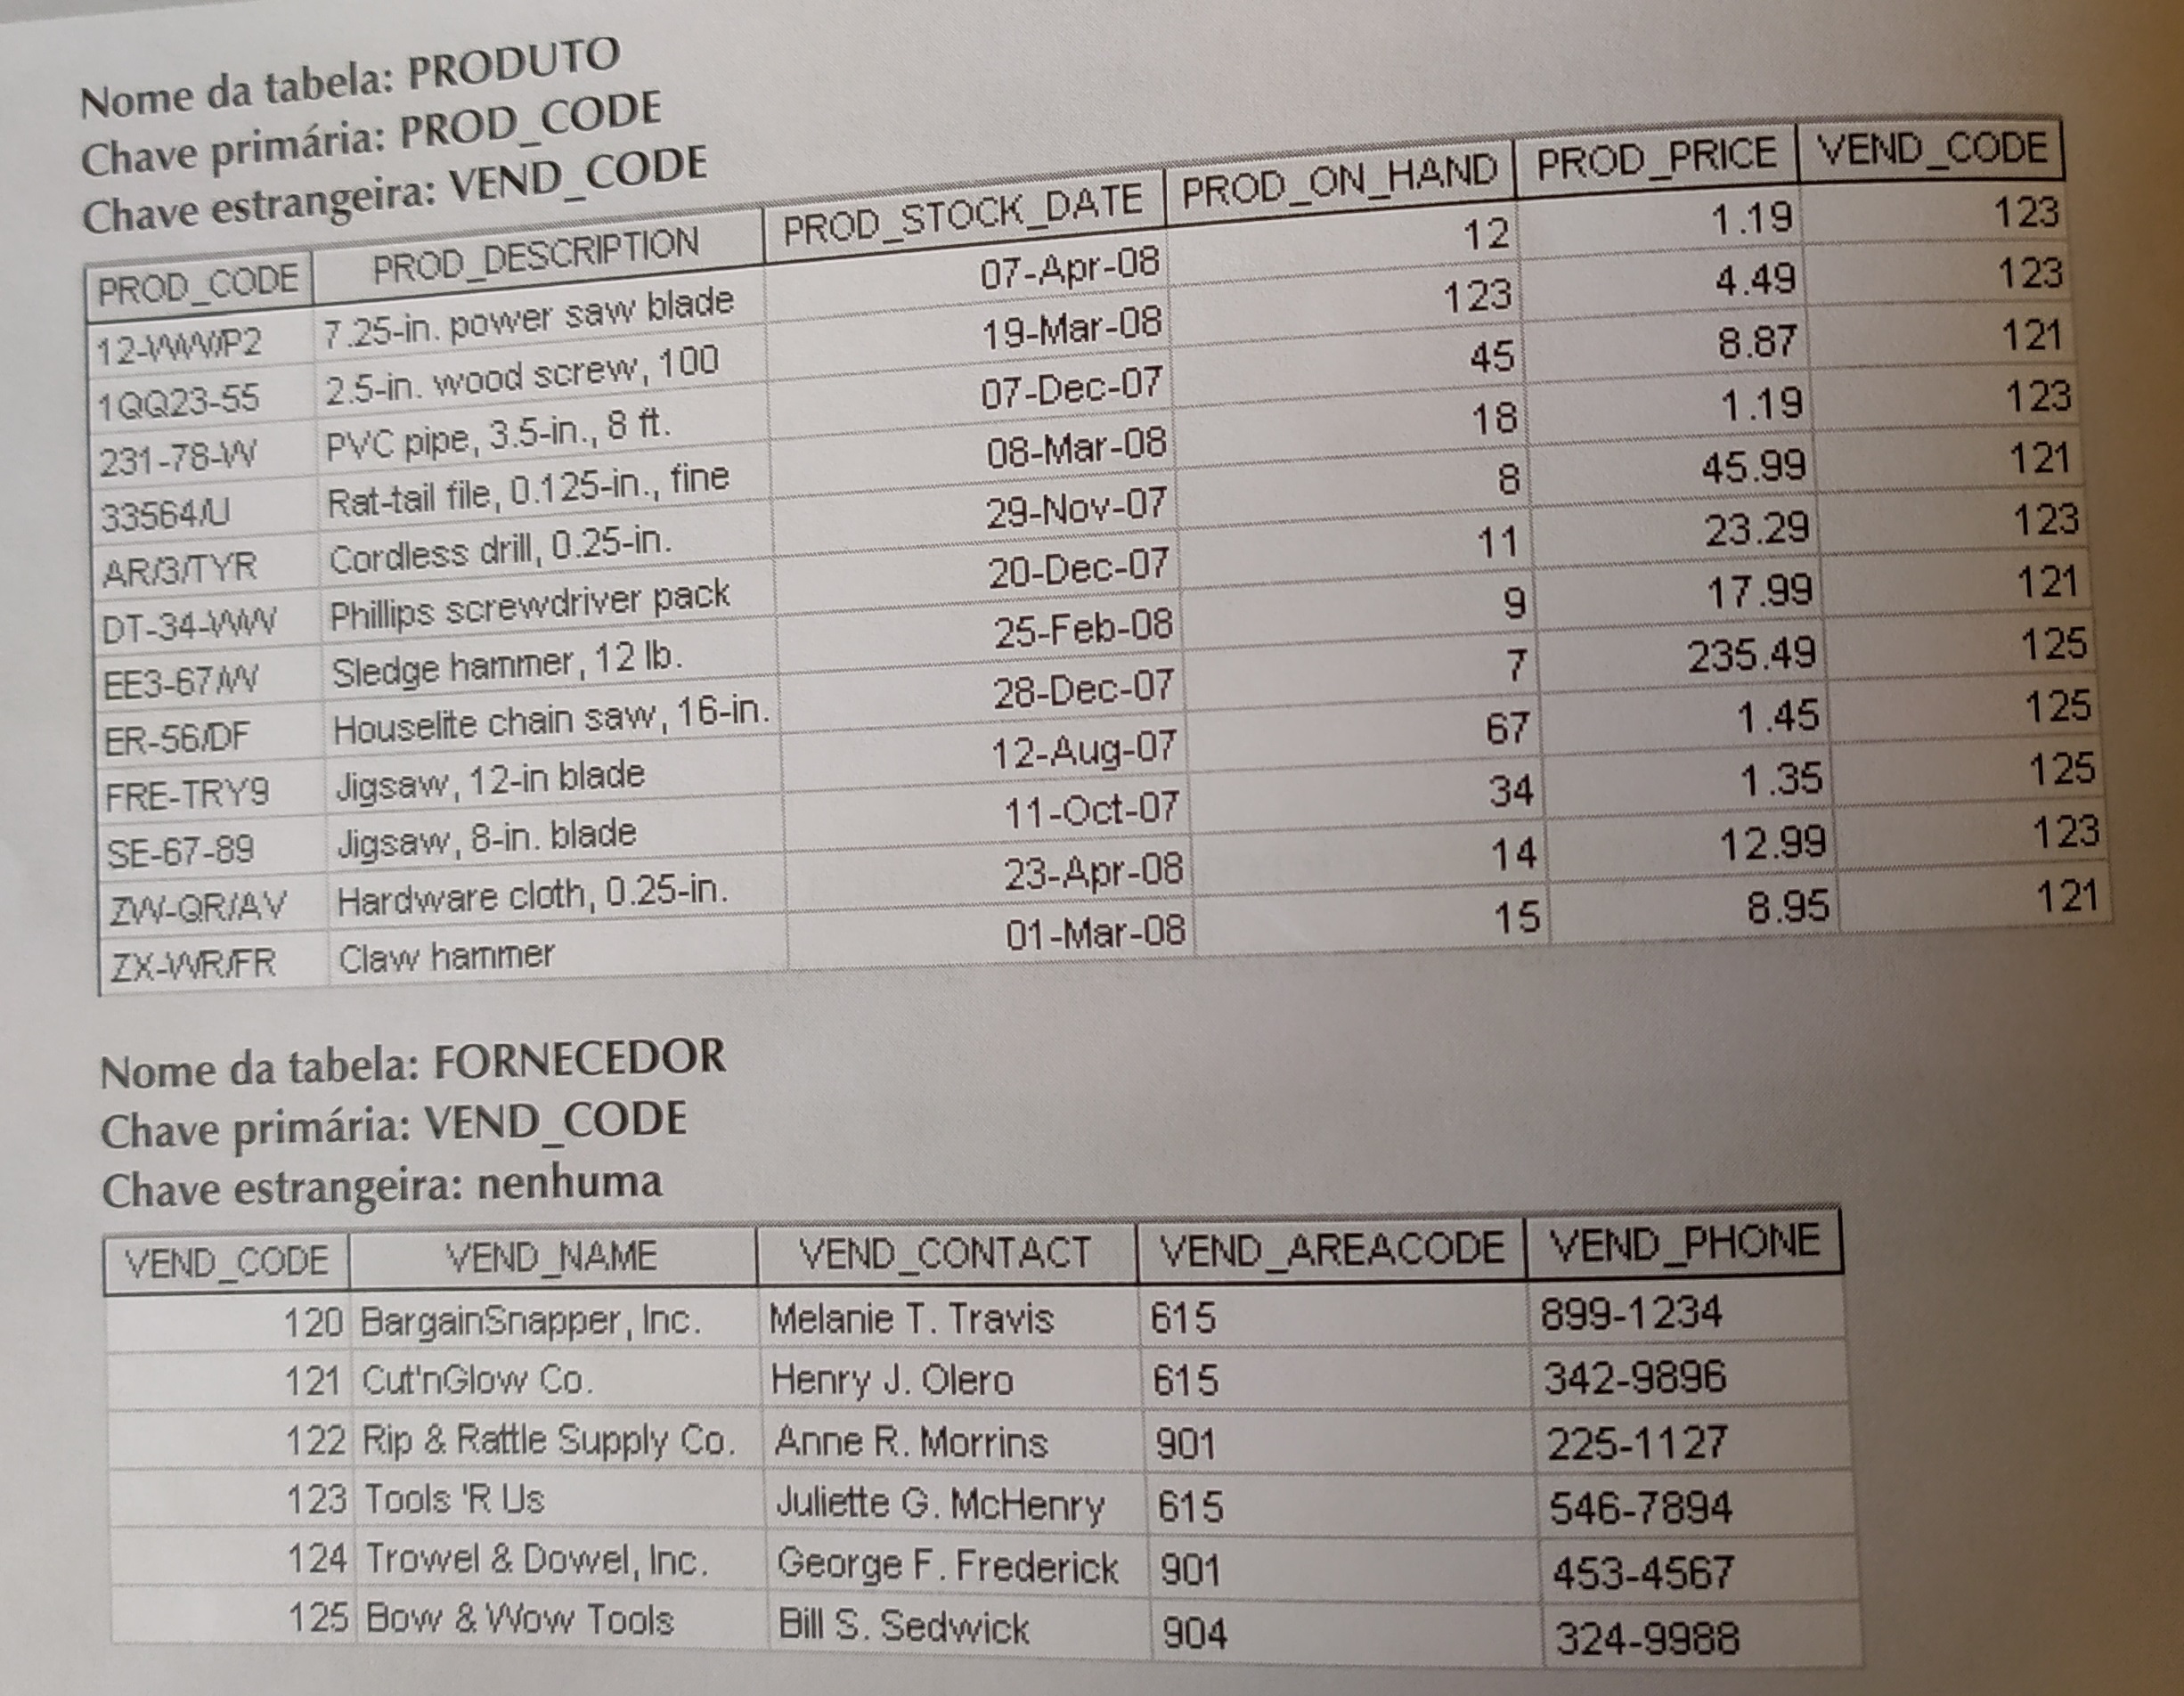 Nome da tabela: PRODUTO
Chave primária: PROD_CODE
Chave estrangeira: VEND_CODE
PROD_CODE PROD_DESCRIPTION PROD_STOCK_DATE PROD_ON_HAND PROD_PRICE VEND_CODE
12-WW/P2 7.25-in. power saw blade 07-Apr-08 12 1.19 123
1QQ23-55 2.5-in. wood screw, 100 19-Mar-08 123 4.49 123
231-78-W PVC pipe, 3.5-in., 8 ft. 07-Dec-07 45 8.87 121
33564/U Rat-tail file, 0.125-in., fine 08-Mar-08 18 1.19 123
AR/3/TYR Cordless drill, 0.25-in. 29-Nov-07 8 45.99 121
DT-34-WW Phillips screwdriver pack 20-Dec-07 11 23.29 123
EE3-67/W Sledge hammer, 12 lb. 25-Feb-08 9 17.99 121
ER-56/DF Houselite chain saw, 16-in. 28-Dec-07 7 235.49 125
FRE-TRY9 Jigsaw, 12-in blade 12-Aug-07 67 1.45 125
SE-67-89 Jigsaw, 8-in. blade 11-Oct-07 34 1.35 125
ZW-QR/AV Hardware cloth, 0.25-in. 23-Apr-08 14 12.99 123
ZX-WR/FR Claw hammer 01-Mar-08 15 8.95 121
Nome da tabela: FORNECEDOR
Chave primária: VEND_CODE
Chave estrangeira: nenhuma
VEND_CODE VEND_NAME VEND_CONTACT VEND_AREACODE VEND_PHONE
120 BargainSnapper, Inc. Melanie T. Travis 615 899-1234
121 Cut'nGlow Co. Henry J. Olero 615 342-9896
122 Rip & Rattle Supply Co. Anne R. Morrins 901 225-1127
123 Tools 'R Us Juliette G. McHenry 615 546-7894
124 Trowel & Dowel, Inc. George F. Frederick 901 453-4567
125 Bow & Wow Tools Bill S. Sedwick 904 324-9988